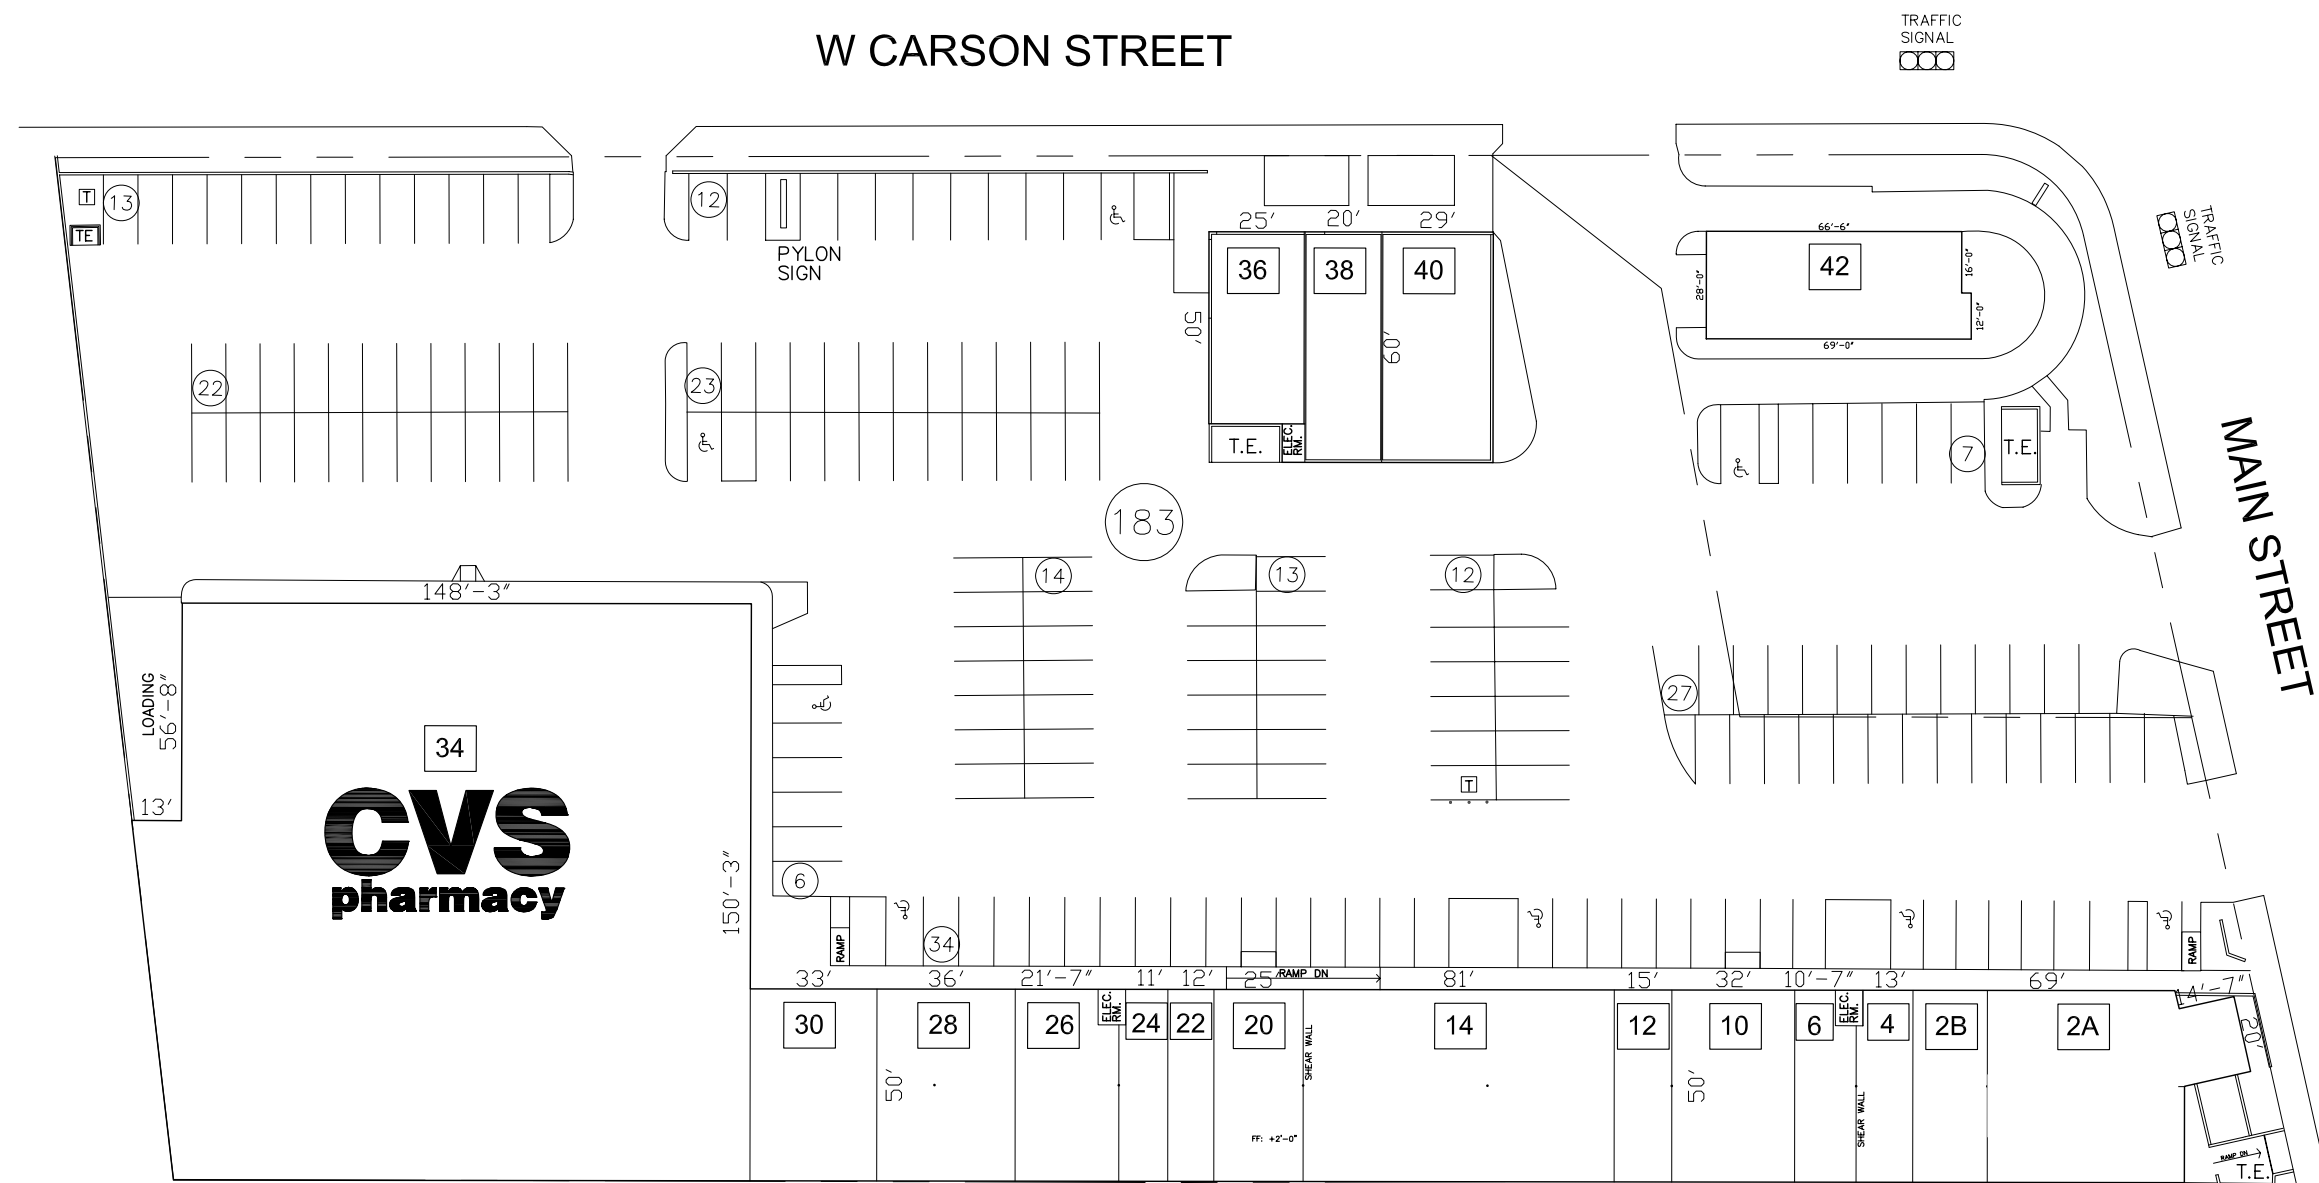 TRAFFIC
SIGNAL
W CARSON STREET
T
13
TE
12
PYLON
SIGN
25'
20'
29'
36
38
40
50'
60'
T.E.
ELEC.
RM.
66'-6"
42
28'-0"
16'-0"
12'-0"
69'-0"
TRAFFIC
SIGNAL
22
23
7
T.E.
MAIN STREET
183
14
13
12
T
27
148'-3"
LOADING
56'-8"
13'
34
CVS
pharmacy
150'-3"
6
RAMP
34
RAMP
33'
36'
21'-7"
11'
12'
25'
RAMP DN
81'
15'
32'
10'-7"
13'
69'
14'-7"
30
28
26
ELEC.
RM.
24
22
20
14
12
10
6
ELEC.
RM.
4
2B
2A
20'
50'
SHEAR WALL
50'
SHEAR WALL
FF: +2'-0"
RAMP DN
T.E.